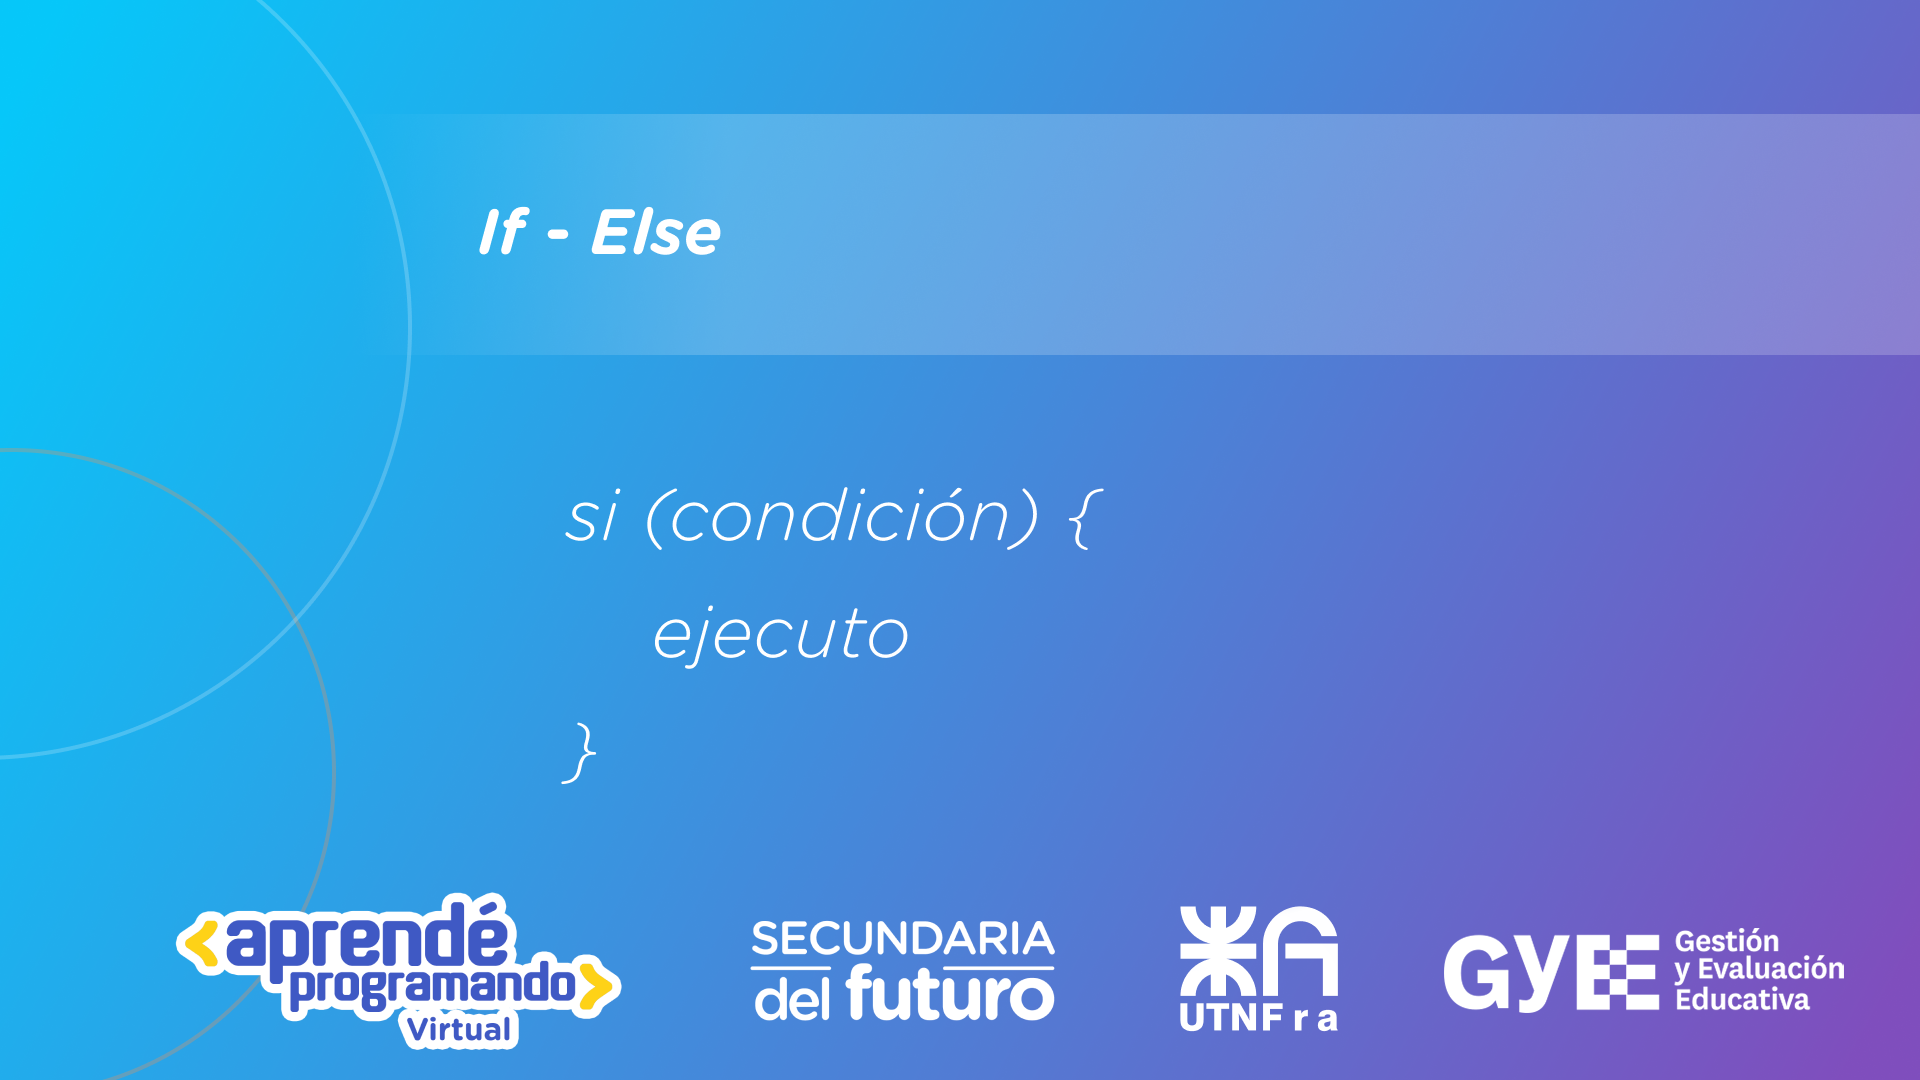 If - Else
si (condición) {
ejecuto
}
<aprendé
programando>
Virtual
SECUNDARIA
del futuro
UTNFra
GyE
Gestión
y Evaluación
Educativa